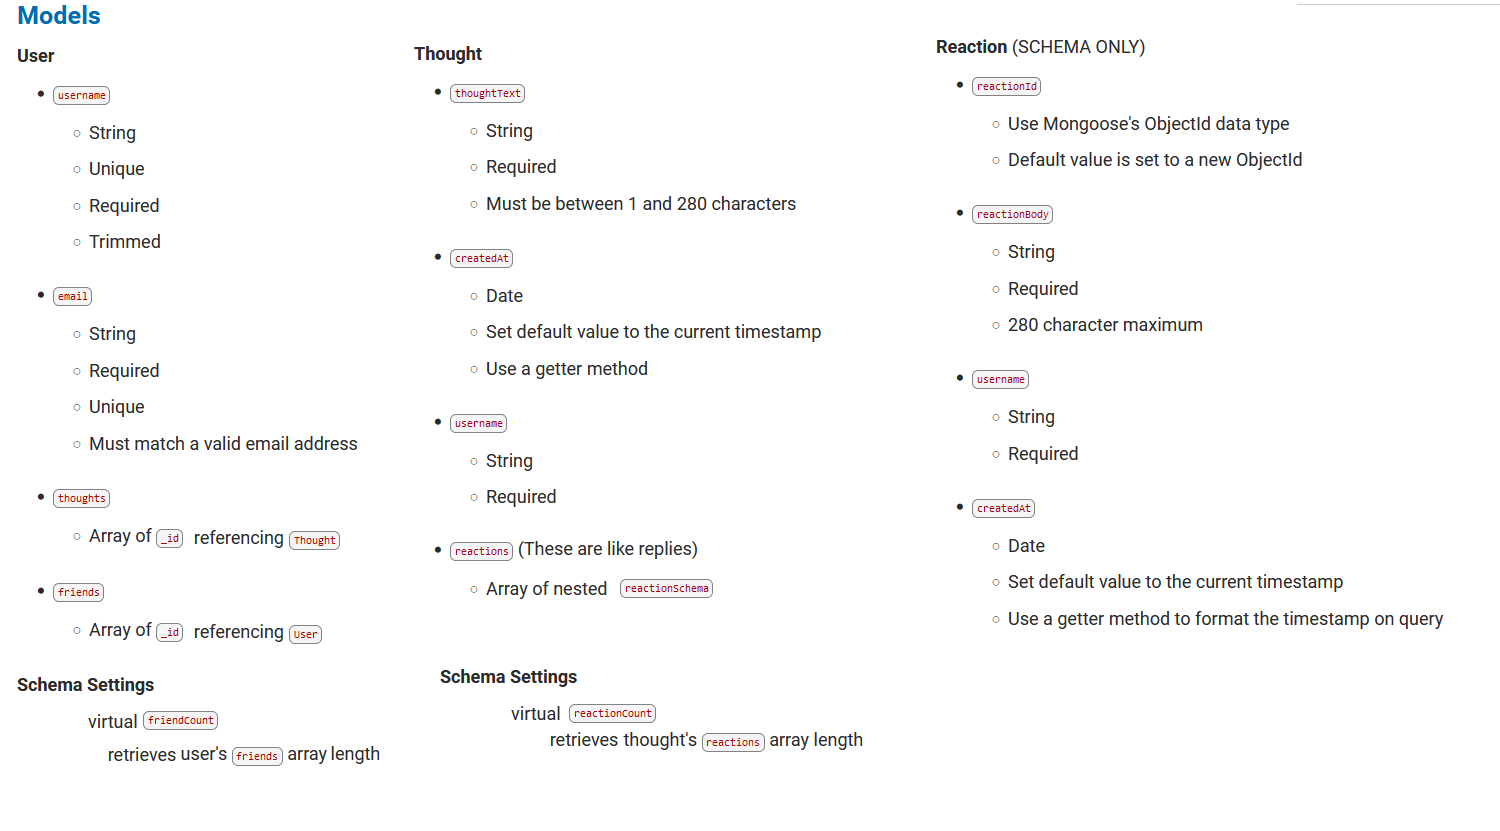 Models
User
username
String
Unique
Required
Trimmed
email
String
Required
Unique
Must match a valid email address
thoughts
Array of _id referencing Thought
friends
Array of _id referencing User
Schema Settings
virtual friendCount
retrieves user's friends array length
Thought
thoughtText
String
Required
Must be between 1 and 280 characters
createdAt
Date
Set default value to the current timestamp
Use a getter method
username
String
Required
reactions (These are like replies)
Array of nested reactionSchema
Schema Settings
virtual reactionCount
retrieves thought's reactions array length
Reaction (SCHEMA ONLY)
reactionId
Use Mongoose's ObjectId data type
Default value is set to a new ObjectId
reactionBody
String
Required
280 character maximum
username
String
Required
createdAt
Date
Set default value to the current timestamp
Use a getter method to format the timestamp on query